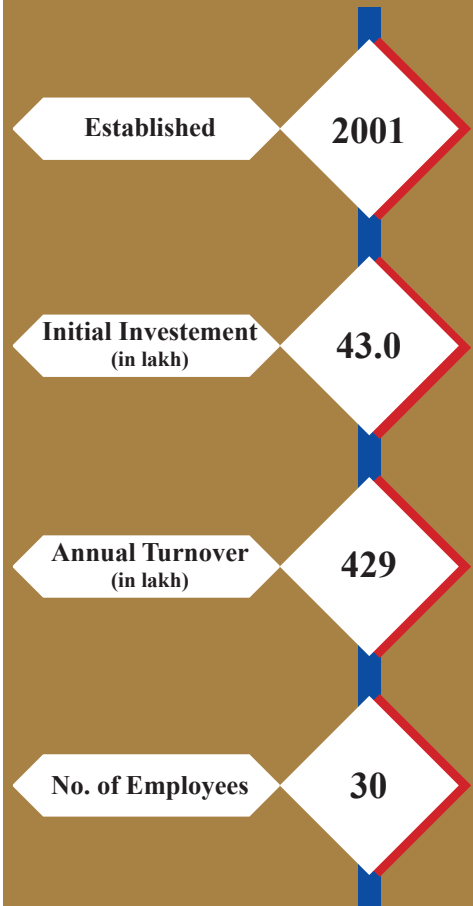 Established
2001
Initial Investement
(in lakh)
43.0
Annual Turnover
(in lakh)
429
No. of Employees
30